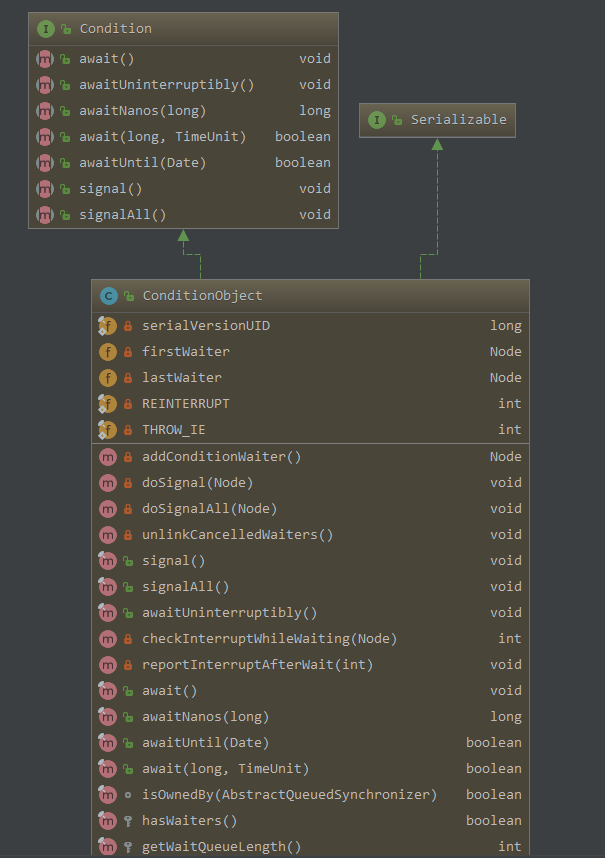 I Condition
m await() void
m awaitUninterruptibly() void
m awaitNanos(long) long
m await(long, TimeUnit) boolean
m awaitUntil(Date) boolean
m signal() void
m signalAll() void
I Serializable
C ConditionObject
f serialVersionUID long
f firstWaiter Node
f lastWaiter Node
f REINTERRUPT int
f THROW_IE int
m addConditionWaiter() Node
m doSignal(Node) void
m doSignalAll(Node) void
m unlinkCancelledWaiters() void
m signal() void
m signalAll() void
m awaitUninterruptibly() void
m checkInterruptWhileWaiting(Node) int
m reportInterruptAfterWait(int) void
m await() void
m awaitNanos(long) long
m awaitUntil(Date) boolean
m await(long, TimeUnit) boolean
m isOwnedBy(AbstractQueuedSynchronizer) boolean
m hasWaiters() boolean
m getWaitQueueLength() int